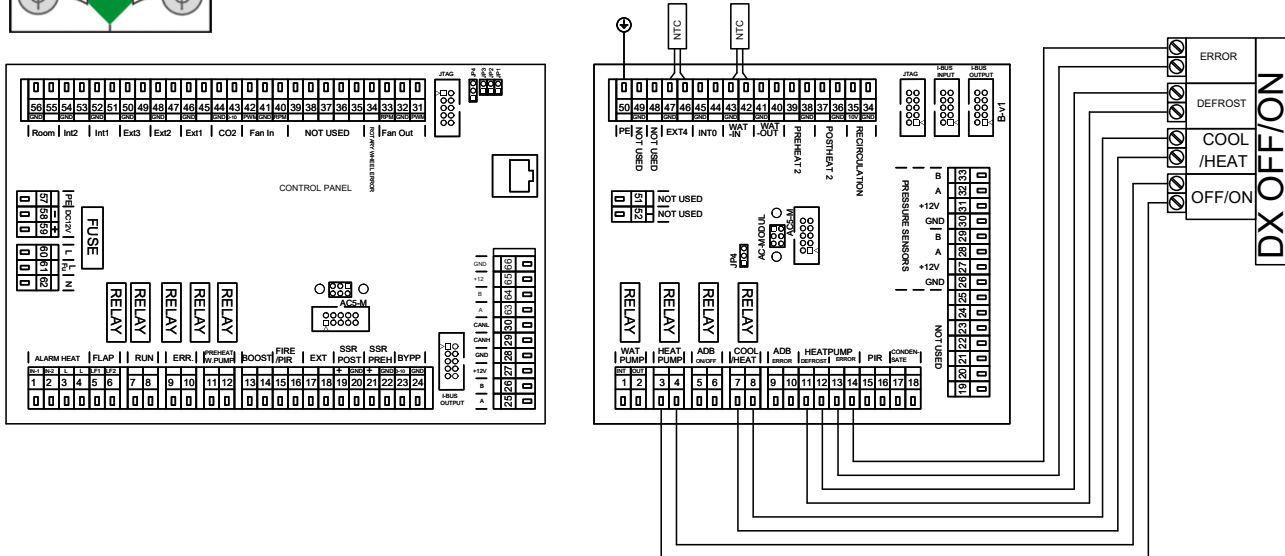 JTAG
JP4
JP3
JP2
JP1
56 55 54 53 52 51 50 49 48 47 46 45 44 43 42 41 40 39 38 37 36 35 34 33 32 31
GND GND GND GND GND GND GND 0-10 PWM GND RPM RPM GND PWM
Room Int2 Int1 Ext3 Ext2 Ext1 CO2 Fan In NOT USED ROTARY WHEEL ERROR Fan Out
CONTROL PANEL
57 58 59
PE DC12V - +
60 61 62
L Fu L N
FUSE
RELAY RELAY RELAY RELAY RELAY
AC5-M
66 65 64 63 30 29 28 27 26 25
GND
+12
B
A
CANL
CANH
GND
+12V
B
A
I-BUS
OUTPUT
ALARM HEAT FLAP RUN ERR. PREHEAT/W.PUMP BOOST FIRE/PIR EXT SSR POST SSR PREH BYPP
IN-1 IN-2 L L LF1 LF2 + GND + GND 0-10 GND
1 2 3 4 5 6 7 8 9 10 11 12 13 14 15 16 17 18 19 20 21 22 23 24
NTC
NTC
JTAG
I-BUS
INPUT
I-BUS
OUTPUT
B-V1
50 49 48 47 46 45 44 43 42 41 40 39 38 37 36 35 34
GND GND GND GND GND GND GND 10V GND
PE NOT USED NOT USED EXT4 INT0 WAT-IN WAT-OUT PREHEAT 2 POSTHEAT 2 RECIRCULATION
51 NOT USED
52 NOT USED
AC-MODUL
AC5-M
JP4
PRESSURE SENSORS
B 33
A 32
+12V 31
GND 30
B 29
A 28
+12V 27
GND 26
25
24
23
22
21
20
19
NOT USED
RELAY RELAY RELAY RELAY
WAT PUMP HEAT PUMP ADB ON/OFF COOL/HEAT ADB ERROR HEATPUMP DEFROST ERROR PIR CONDEN-SATE
INT OUT
1 2 3 4 5 6 7 8 9 10 11 12 13 14 15 16 17 18
ERROR
DEFROST
COOL
/HEAT
OFF/ON
DX OFF/ON